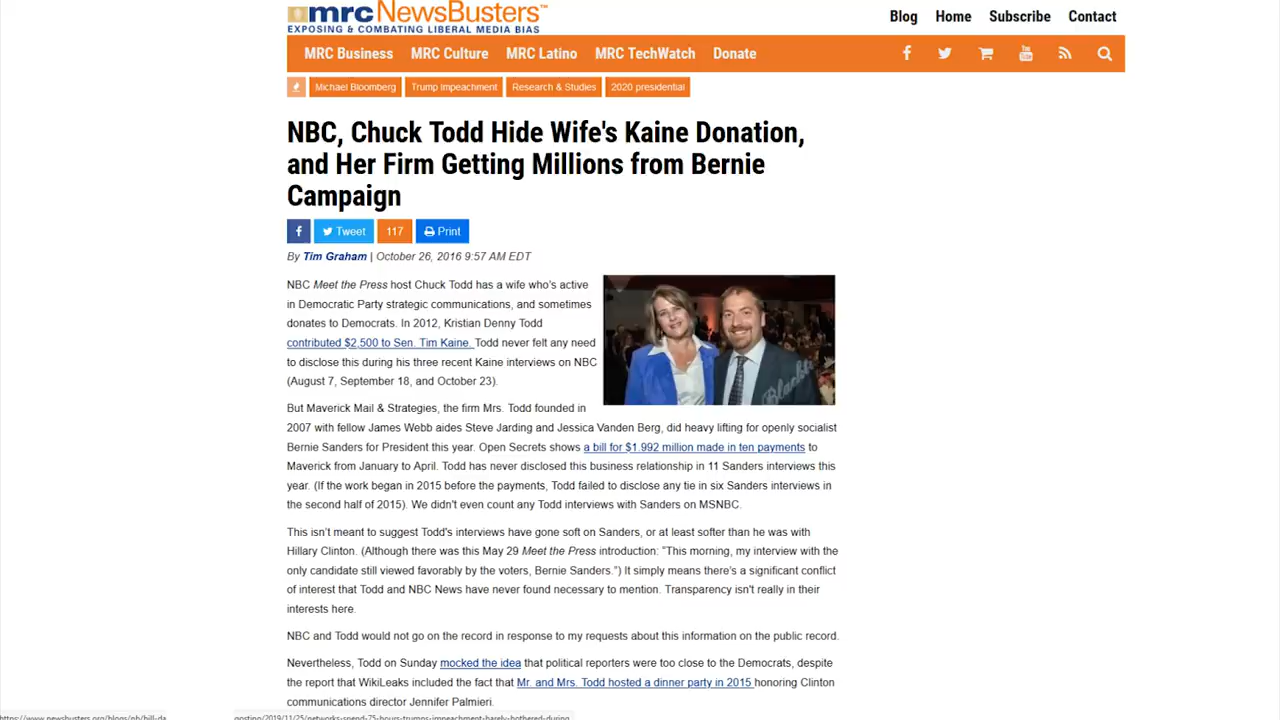 mrc NewsBusters™
EXPOSING & COMBATING LIBERAL MEDIA BIAS
Blog Home Subscribe Contact
MRC Business MRC Culture MRC Latino MRC TechWatch Donate
Michael Bloomberg Trump impeachment Research & Studies 2020 presidential
NBC, Chuck Todd Hide Wife's Kaine Donation,
and Her Firm Getting Millions from Bernie
Campaign
Tweet 117 Print
By Tim Graham | October 26, 2016 9:57 AM EDT
NBC Meet the Press host Chuck Todd has a wife who's active
in Democratic Party strategic communications, and sometimes
donates to Democrats. In 2012, Kristian Denny Todd
contributed $2,500 to Sen. Tim Kaine. Todd never felt any need
to disclose this during his three recent Kaine interviews on NBC
(August 7, September 18, and October 23).
But Maverick Mail & Strategies, the firm Mrs. Todd founded in
2007 with fellow James Webb aides Steve Jarding and Jessica Vanden Berg, did heavy lifting for openly socialist
Bernie Sanders for President this year. Open Secrets shows a bill for $1.992 million made in ten payments to
Maverick from January to April. Todd has never disclosed this business relationship in 11 Sanders interviews this
year. (If the work began in 2015 before the payments, Todd failed to disclose any tie in six Sanders interviews in
the second half of 2015). We didn't even count any Todd interviews with Sanders on MSNBC.
This isn't meant to suggest Todd's interviews have gone soft on Sanders, or at least softer than he was with
Hillary Clinton. (Although there was this May 29 Meet the Press introduction: "This morning, my interview with the
only candidate still viewed favorably by the voters, Bernie Sanders.") It simply means there's a significant conflict
of interest that Todd and NBC News have never found necessary to mention. Transparency isn't really in their
interests here.
NBC and Todd would not go on the record in response to my requests about this information on the public record.
Nevertheless, Todd on Sunday mocked the idea that political reporters were too close to the Democrats, despite
the report that WikiLeaks included the fact that Mr. and Mrs. Todd hosted a dinner party in 2015 honoring Clinton
communications director Jennifer Palmieri.